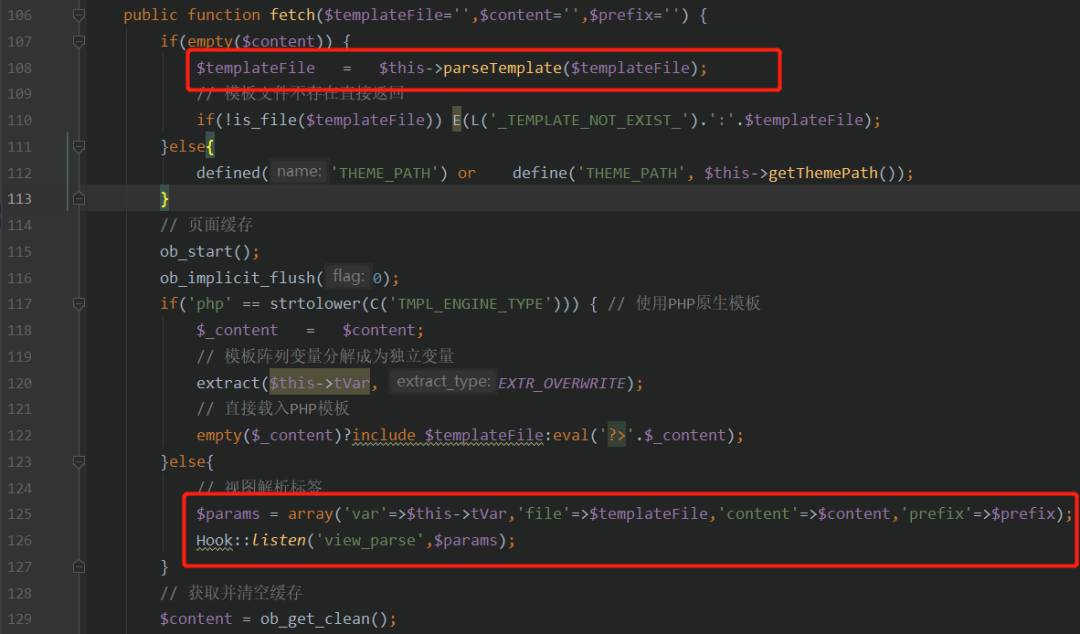 106 public function fetch($templateFile='',$content='',$prefix='') {
107 if(empty($content)) {
108 $templateFile = $this->parseTemplate($templateFile);
109 // 模板文件不存在直接返回
110 if(!is_file($templateFile)) E(L('_TEMPLATE_NOT_EXIST_').':'.$templateFile);
111 }else{
112 defined( name: 'THEME_PATH') or define('THEME_PATH', $this->getThemePath());
113 }
114 // 页面缓存
115 ob_start();
116 ob_implicit_flush( flag: 0);
117 if('php' == strtolower(C('TMPL_ENGINE_TYPE'))) { // 使用PHP原生模板
118 $_content = $content;
119 // 模板阵列变量分解成为独立变量
120 extract($this->tVar, extract_type: EXTR_OVERWRITE);
121 // 直接载入PHP模板
122 empty($_content)?include $templateFile:eval('?>'.$_content);
123 }else{
124 // 视图解析标签
125 $params = array('var'=>$this->tVar,'file'=>$templateFile,'content'=>$content,'prefix'=>$prefix);
126 Hook::listen('view_parse',$params);
127 }
128 // 获取并清空缓存
129 $content = ob_get_clean();